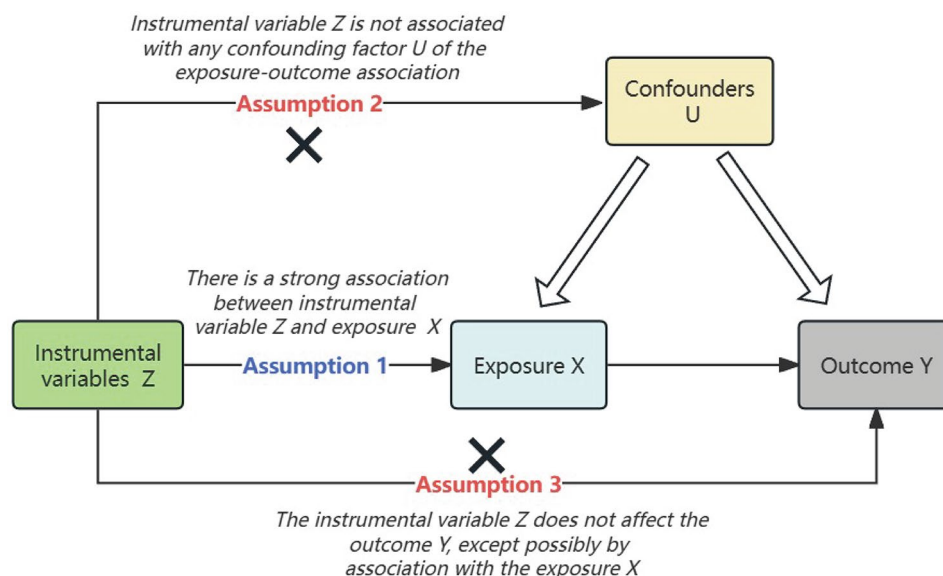 Instrumental variable Z is not associated
with any confounding factor U of the
exposure-outcome association
Assumption 2
Confounders
U
There is a strong association
between instrumental
variable Z and exposure X
Instrumental
variables Z
Assumption 1
Exposure X
Outcome Y
Assumption 3
The instrumental variable Z does not affect the
outcome Y, except possibly by
association with the exposure X